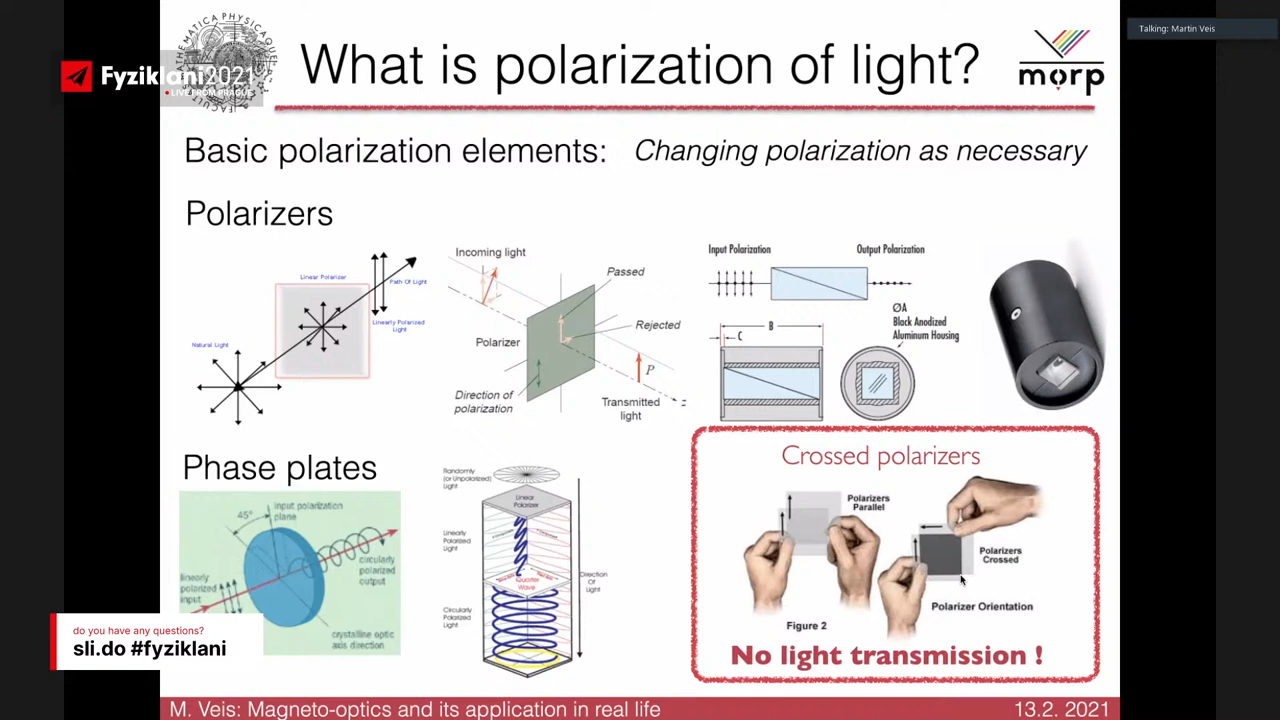 Talking: Martin Veis
What is polarization of light?
Fyziklani2021
LIVE FROM PRAGUE
morp
Basic polarization elements:
Changing polarization as necessary
Polarizers
Linear Polarizer
Path Of Light
Linearly Polarized
Light
Natural Light
Incoming light
Passed
Rejected
Polarizer
P
Direction of
polarization
Transmitted
light
z
Input Polarization
Output Polarization
ØA
Black Anodized
Aluminum Housing
B
C
Phase plates
input polarization
plane
45°
linearly
polarized
input
circularly
polarized
output
crystalline optic
axis direction
Randomly
(or Unpolarized)
Light
Linear
Polarizer
Linearly
Polarized
Light
Quarter
Wave
Direction
Of
Light
Circularly
Polarized
Light
Crossed polarizers
Polarizers
Parallel
Polarizers
Crossed
Polarizer Orientation
Figure 2
No light transmission !
do you have any questions?
sli.do #fyziklani
M. Veis: Magneto-optics and its application in real life
13.2. 2021